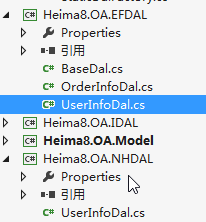 Heima8.OA.EFDAL
Properties
引用
BaseDal.cs
OrderInfoDal.cs
UserInfoDal.cs
Heima8.OA.IDAL
Heima8.OA.Model
Heima8.OA.NHDAL
Properties
引用
UserInfoDal.cs